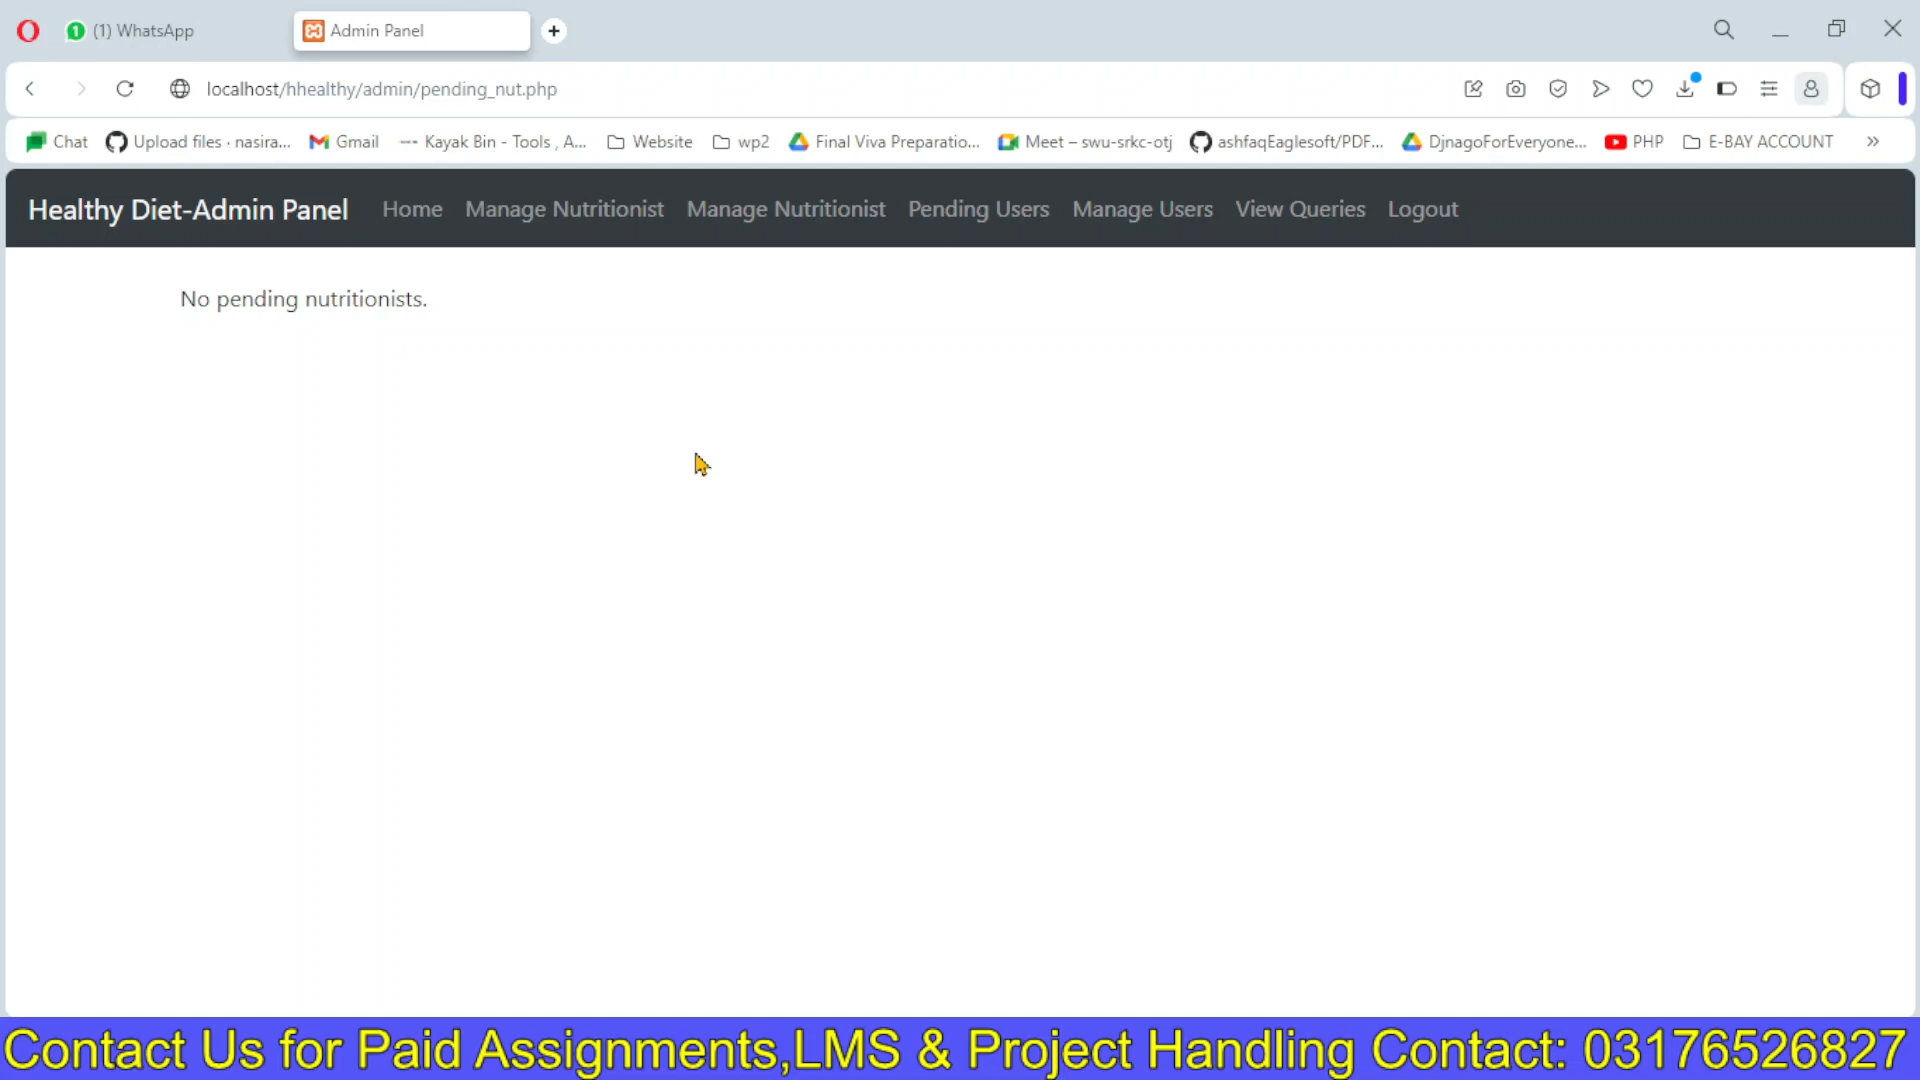 (1) WhatsApp
Admin Panel
localhost/hhealthy/admin/pending_nut.php
Chat
Upload files · nasira...
Gmail
Kayak Bin - Tools , A...
Website
wp2
Final Viva Preparatio...
Meet – swu-srkc-otj
ashfaqEaglesoft/PDF...
DjnagoForEveryone...
PHP
E-BAY ACCOUNT
Healthy Diet-Admin Panel
Home
Manage Nutritionist
Manage Nutritionist
Pending Users
Manage Users
View Queries
Logout
No pending nutritionists.
Contact Us for Paid Assignments,LMS & Project Handling Contact: 03176526827